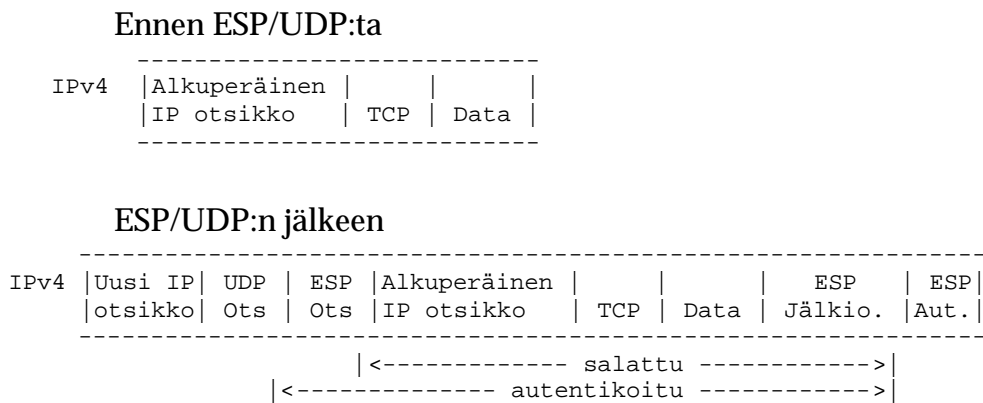 Ennen ESP/UDP:ta
----------------------------
IPv4 |Alkuperäinen | | |
|IP otsikko | TCP | Data |
----------------------------
ESP/UDP:n jälkeen
---------------------------------------------------------------
IPv4 |Uusi IP| UDP | ESP |Alkuperäinen | | | ESP | ESP|
|otsikko| Ots | Ots |IP otsikko | TCP | Data | Jälkio. |Aut.|
---------------------------------------------------------------
|<------------- salattu ------------>|
|<-------------- autentikoitu ------------>|